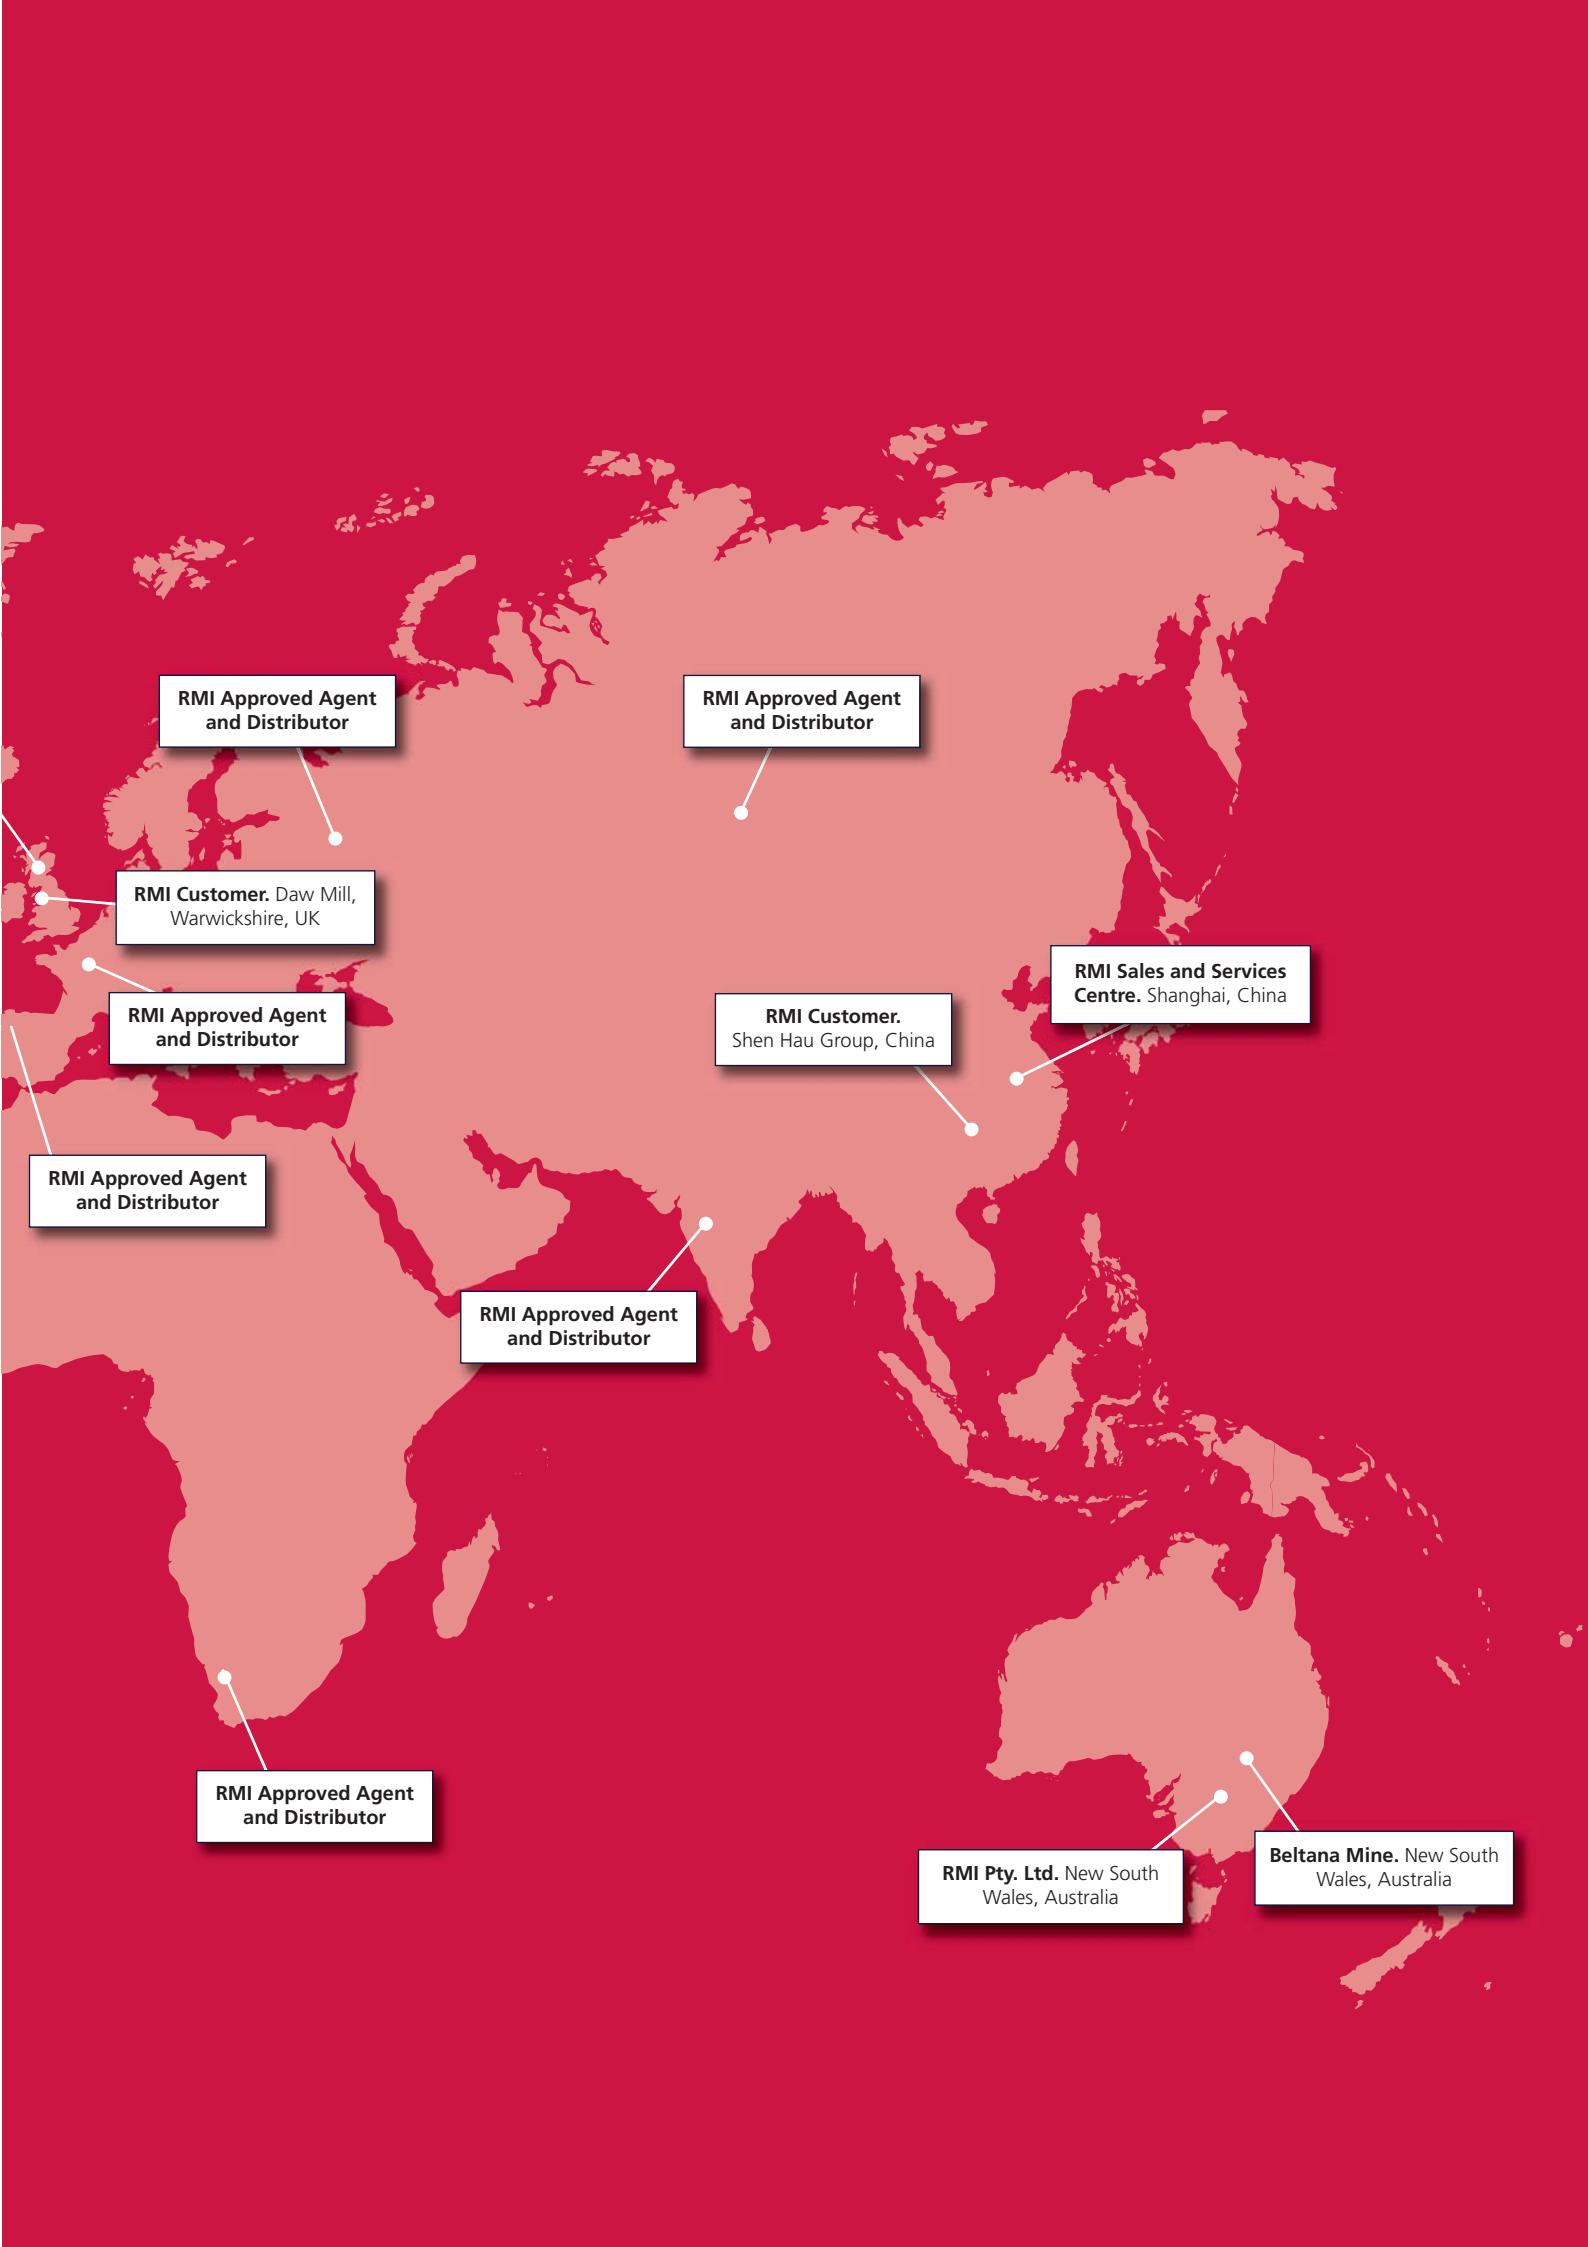 RMI Approved Agent
and Distributor
RMI Approved Agent
and Distributor
RMI Customer. Daw Mill,
Warwickshire, UK
RMI Sales and Services
Centre. Shanghai, China
RMI Approved Agent
and Distributor
RMI Customer.
Shen Hau Group, China
RMI Approved Agent
and Distributor
RMI Approved Agent
and Distributor
RMI Approved Agent
and Distributor
RMI Pty. Ltd. New South
Wales, Australia
Beltana Mine. New South
Wales, Australia